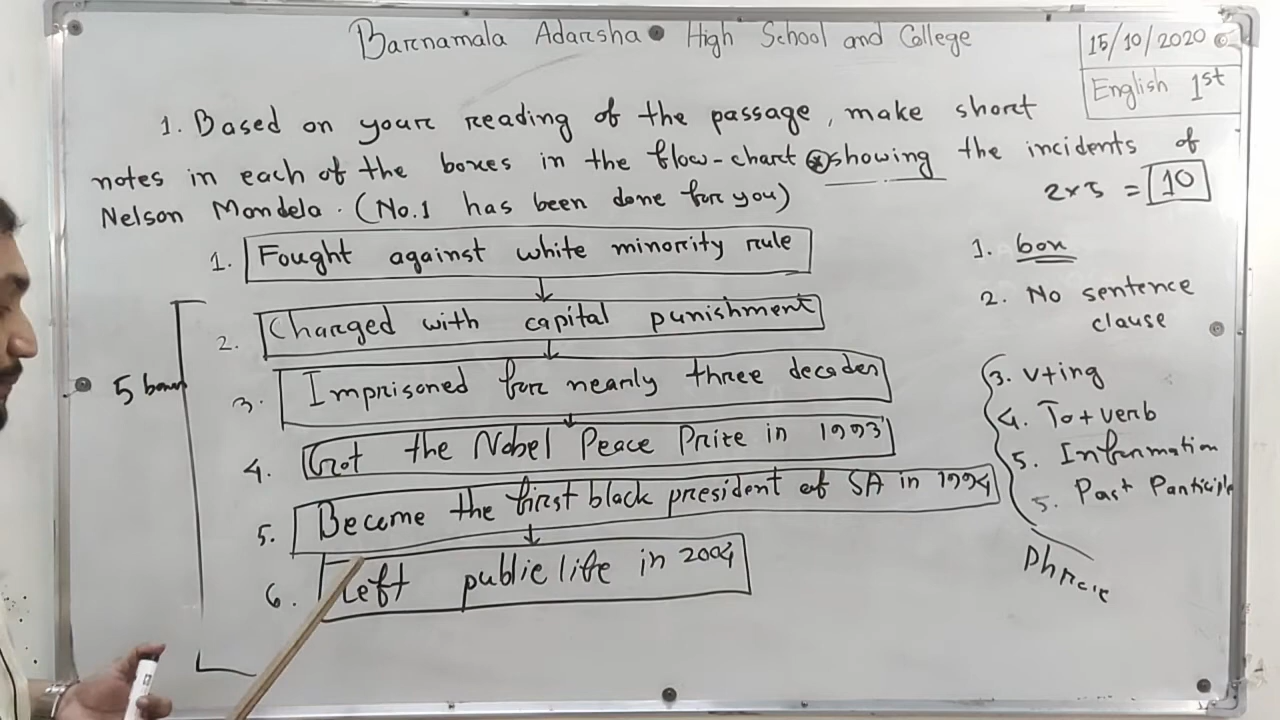 Barnamala Adarsha High School and College
15/10/2020
English 1st
1. Based on your reading of the passage, make short
notes in each of the boxes in the flow-chart showing the incidents of
Nelson Mandela. (No.1 has been done for you)
2x5 = 10
1. Fought against white minority rule
2. Charged with capital punishment
3. Imprisoned for nearly three decades
4. Got the Nobel Peace Prize in 1993
5. Become the first black president of SA in 1994
6. Left public life in 2004
5 boxes
1. box
2. No sentence
clause
3. V+ing
4. To+verb
5. Information
5. Past Participle
Phrase